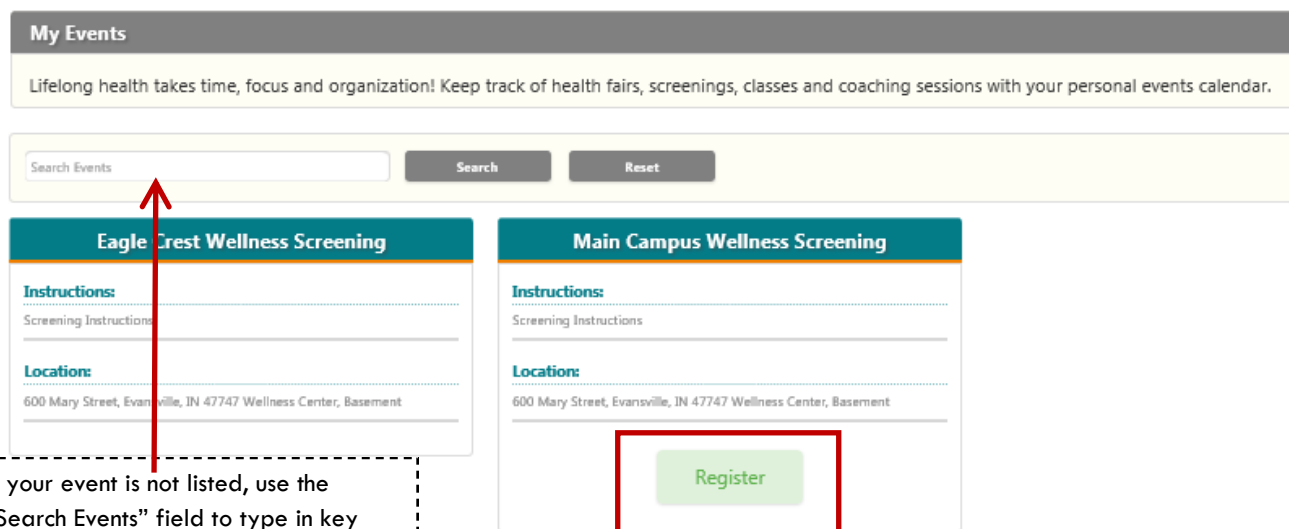 My Events
Lifelong health takes time, focus and organization! Keep track of health fairs, screenings, classes and coaching sessions with your personal events calendar.
Search Events
Search
Reset
Eagle Crest Wellness Screening
Instructions:
Screening Instructions
Location:
600 Mary Street, Evansville, IN 47747 Wellness Center, Basement
Main Campus Wellness Screening
Instructions:
Screening Instructions
Location:
600 Mary Street, Evansville, IN 47747 Wellness Center, Basement
Register
your event is not listed, use the
Search Events” field to type in key